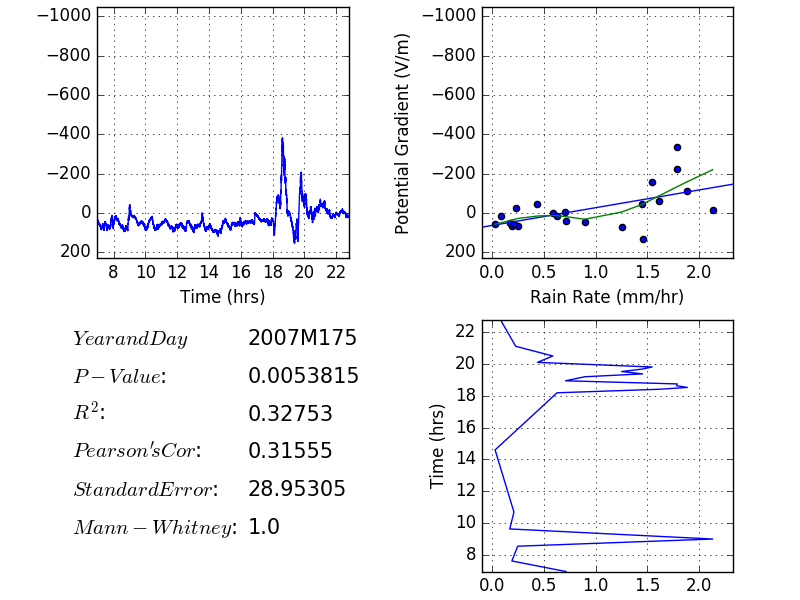 −1000
−800
−600
−400
−200
0
200
8 10 12 14 16 18 20 22
Time (hrs)
Potential Gradient (V/m)
−1000
−800
−600
−400
−200
0
200
0.0 0.5 1.0 1.5 2.0
Rain Rate (mm/hr)
YearandDay 2007M175
P−Value: 0.0053815
R²: 0.32753
Pearson'sCor: 0.31555
StandardError: 28.95305
Mann−Whitney: 1.0
Time (hrs)
22
20
18
16
14
12
10
8
0.0 0.5 1.0 1.5 2.0